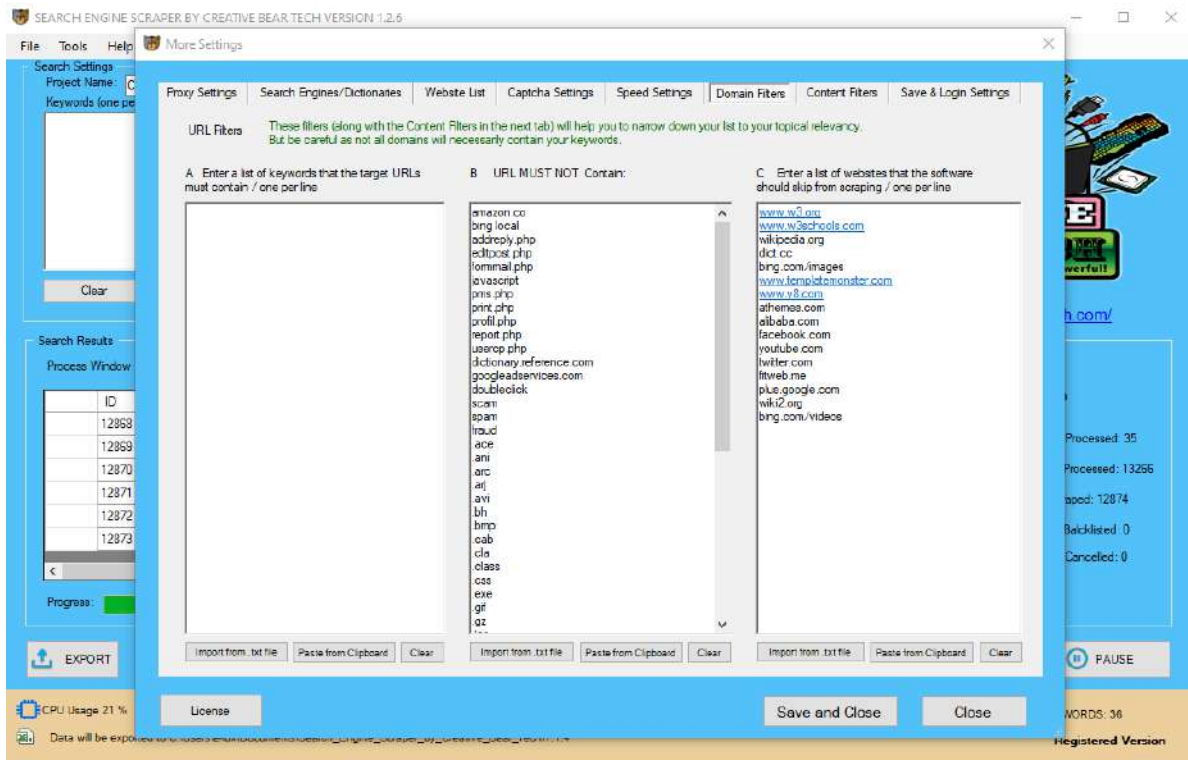 SEARCH ENGINE SCRAPER BY CREATIVE BEAR TECH VERSION 1.2.6
File Tools Help
More Settings
Search Settings
Project Name:
Keywords (one pe
Clear
Search Results
Process Window
ID
12868
12869
12870
12871
12872
12873
Progress:
EXPORT
CPU Usage 21 %
Data will be exported to
Proxy Settings Search Engines/Dictionaries Website List Captcha Settings Speed Settings Domain Filters Content Filters Save & Login Settings
URL Filters
These filters (along with the Content Filters in the next tab) will help you to narrow down your list to your topical relevancy.
But be careful as not all domains will necessarily contain your keywords.
A Enter a list of keywords that the target URLs
must contain / one per line
Import from .txt file Paste from Clipboard Clear
B URL MUST NOT Contain:
amazon.co
bing local
addreply.php
editpost.php
formmail.php
javascript
pms.php
print.php
profil.php
report.php
usercp.php
dictionary.reference.com
googleadservices.com
doubleclick
scam
spam
fraud
.ace
.ani
.arc
.arj
.avi
.bh
.bmp
.cab
.cla
.class
.css
.exe
.gif
.gz
Import from .txt file Paste from Clipboard Clear
C Enter a list of websites that the software
should skip from scraping / one per line
www.w3.org
www.w3schools.com
wikipedia.org
dict.cc
bing.com/images
www.templatemonster.com
www.y8.com
athemes.com
alibaba.com
facebook.com
youtube.com
twitter.com
fitweb.me
plus.google.com
wiki2.org
bing.com/videos
Import from .txt file Paste from Clipboard Clear
License
Save and Close
Close
werful!
h.com/
Processed: 35
Processed: 13266
aped: 12874
Balcklisted: 0
Cancelled: 0
PAUSE
WORDS: 36
Registered Version